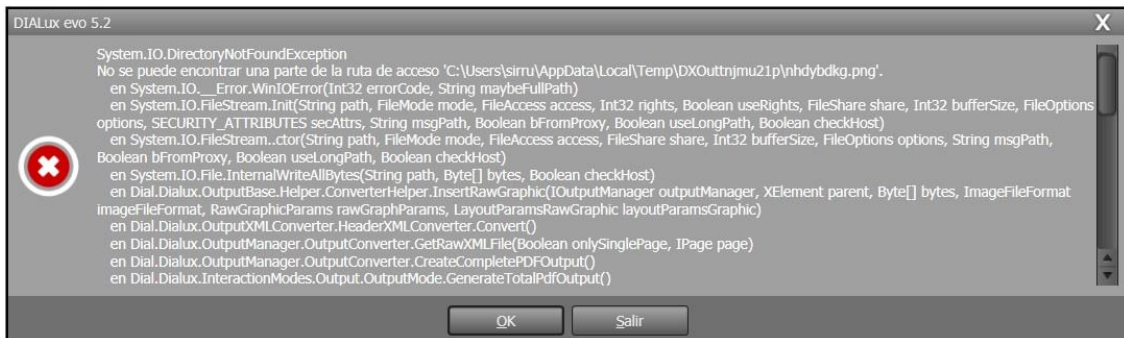 DIALux evo 5.2
X
System.IO.DirectoryNotFoundException
No se puede encontrar una parte de la ruta de acceso 'C:\Users\sirru\AppData\Local\Temp\DXOuttnjmu21p\nhdybdkg.png'.
en System.IO.__Error.WinIOError(Int32 errorCode, String maybeFullPath)
en System.IO.FileStream.Init(String path, FileMode mode, FileAccess access, Int32 rights, Boolean useRights, FileShare share, Int32 bufferSize, FileOptions
options, SECURITY_ATTRIBUTES secAttrs, String msgPath, Boolean bFromProxy, Boolean useLongPath, Boolean checkHost)
en System.IO.FileStream..ctor(String path, FileMode mode, FileAccess access, FileShare share, Int32 bufferSize, FileOptions options, String msgPath,
Boolean bFromProxy, Boolean useLongPath, Boolean checkHost)
en System.IO.File.InternalWriteAllBytes(String path, Byte[] bytes, Boolean checkHost)
en Dial.Dialux.OutputBase.Helper.ConverterHelper.InsertRawGraphic(IOutputManager outputManager, XElement parent, Byte[] bytes, ImageFileFormat
imageFileFormat, RawGraphicParams rawGraphParams, LayoutParamsRawGraphic layoutParamsGraphic)
en Dial.Dialux.OutputXMLConverter.HeaderXMLConverter.Convert()
en Dial.Dialux.OutputManager.OutputConverter.GetRawXMLFile(Boolean onlySinglePage, IPage page)
en Dial.Dialux.OutputManager.OutputConverter.CreateCompletePDFOutput()
en Dial.Dialux.InteractionModes.Output.OutputMode.GenerateTotalPdfOutput()
OK
Salir